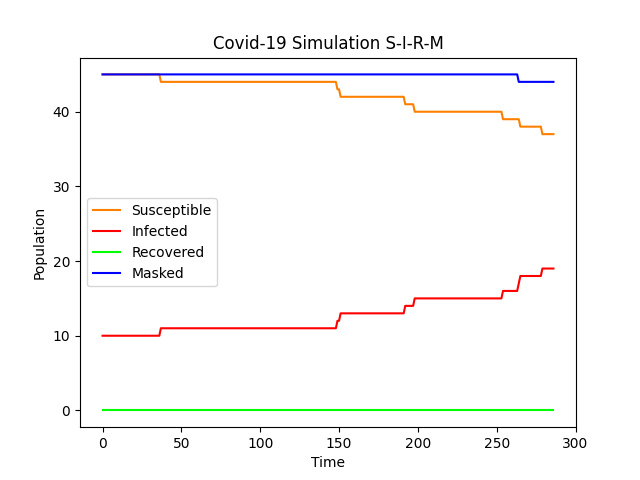 Covid-19 Simulation S-I-R-M
Population
40
30
20
10
0
Susceptible
Infected
Recovered
Masked
0 50 100 150 200 250 300
Time